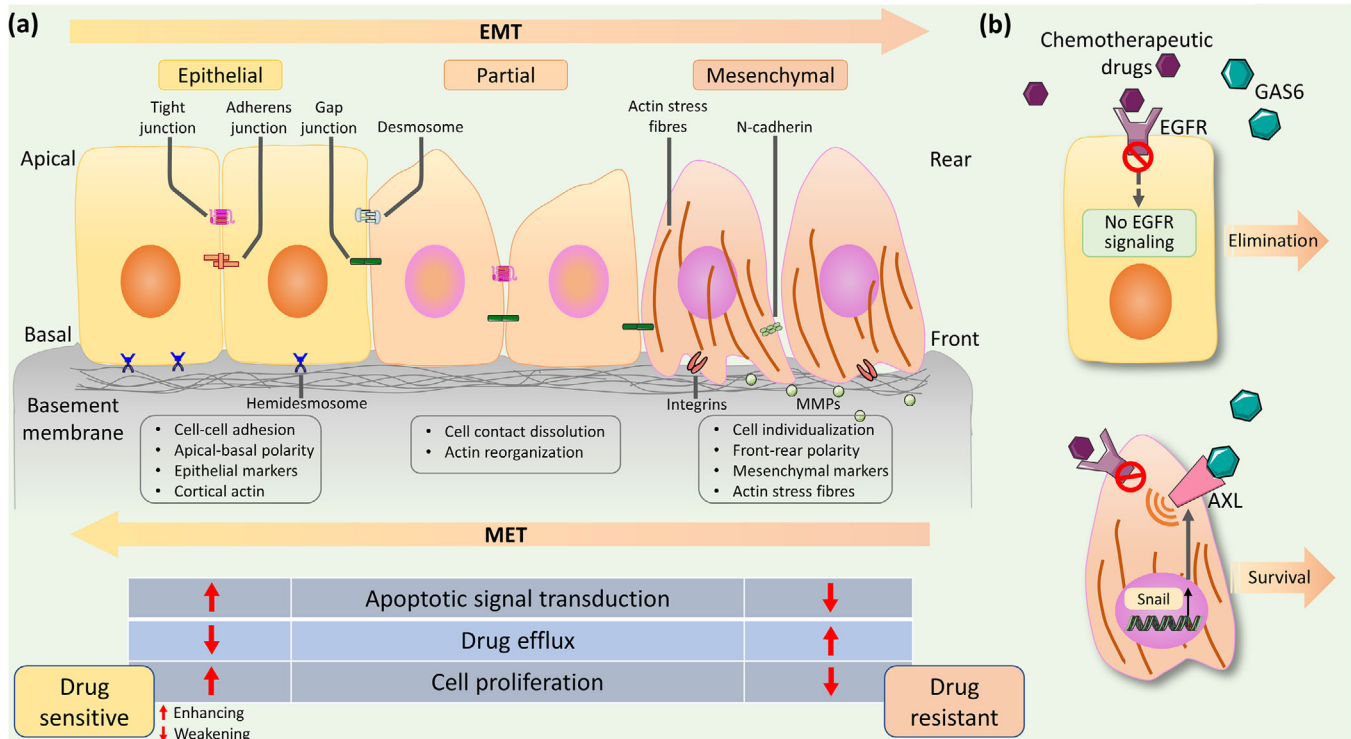 (a)
EMT
Epithelial
Partial
Mesenchymal
Tight
junction
Adherens
junction
Gap
junction
Desmosome
Actin stress
fibres
N-cadherin
Apical
Rear
Basal
Front
Basement
membrane
Hemidesmosome
Integrins
MMPs
• Cell-cell adhesion
• Apical-basal polarity
• Epithelial markers
• Cortical actin
• Cell contact dissolution
• Actin reorganization
• Cell individualization
• Front-rear polarity
• Mesenchymal markers
• Actin stress fibres
MET
Apoptotic signal transduction
Drug efflux
Cell proliferation
Drug
sensitive
Enhancing
Weakening
Drug
resistant
(b)
Chemotherapeutic
drugs
GAS6
EGFR
No EGFR
signaling
Elimination
AXL
Snail
Survival